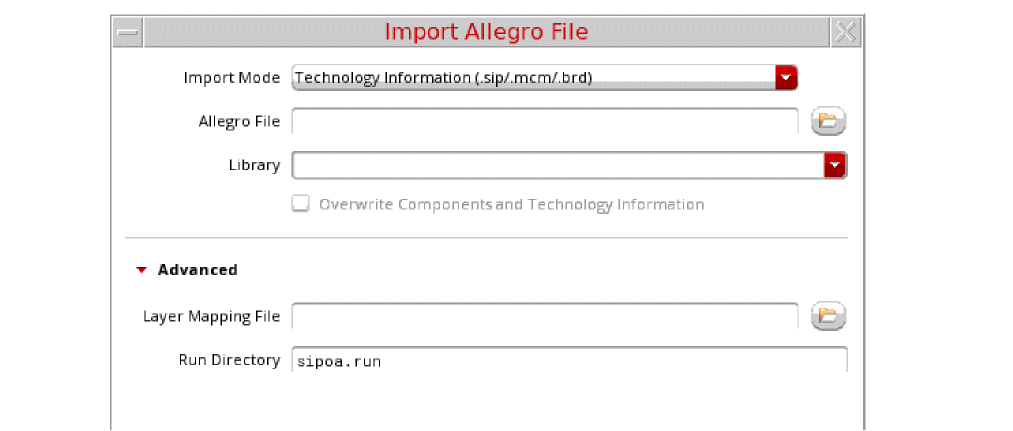 Import Allegro File
Import Mode Technology Information (.sip/.mcm/.brd)
Allegro File
Library
Overwrite Components and Technology Information
Advanced
Layer Mapping File
Run Directory sipoa.run